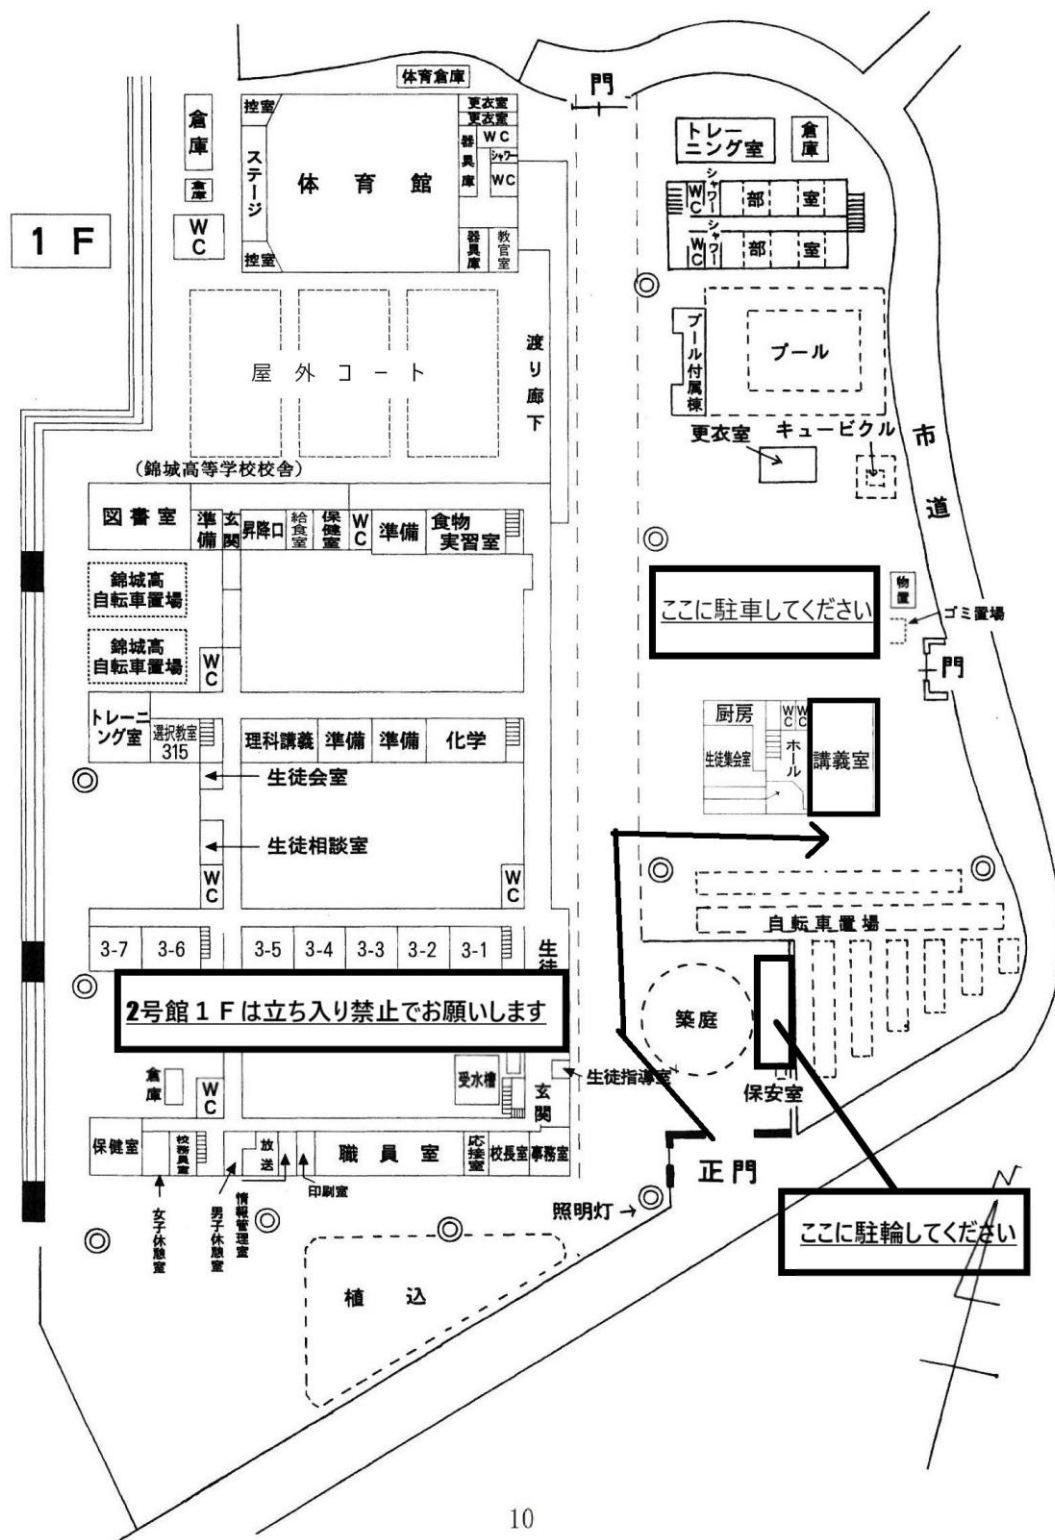 体育倉庫
門
控室
更衣室
更衣室
倉庫
ステージ
体育館
器具庫
WC
シャワー
WC
トレーニング室
倉庫
倉庫
WC
1F
控室
器具庫
教官室
WC
シャワー
部室
シャワー
WC
部室
屋外コート
渡り廊下
プール付属棟
プール
更衣室
キュービクル
市道
(錦城高等学校校舎)
図書室
準備
玄関
昇降口
給食室
保健室
WC
準備
食物実習室
錦城高
自転車置場
錦城高
自転車置場
WC
ここに駐車してください
物置
ゴミ置場
門
トレーニング室
選択教室
315
理科講義
準備
準備
化学
厨房
WC
WC
生徒集会室
ホール
講義室
生徒会室
生徒相談室
WC
WC
自転車置場
3-7
3-6
3-5
3-4
3-3
3-2
3-1
2号館1Fは立ち入り禁止でお願いします
築庭
倉庫
WC
受水槽
生徒指導室
玄関
保安室
保健室
校務員室
放送
職員室
応接室
校長室
事務室
正門
女子休憩室
男子休憩室
情報管理室
印刷室
照明灯→
ここに駐輪してください
植込
N
10